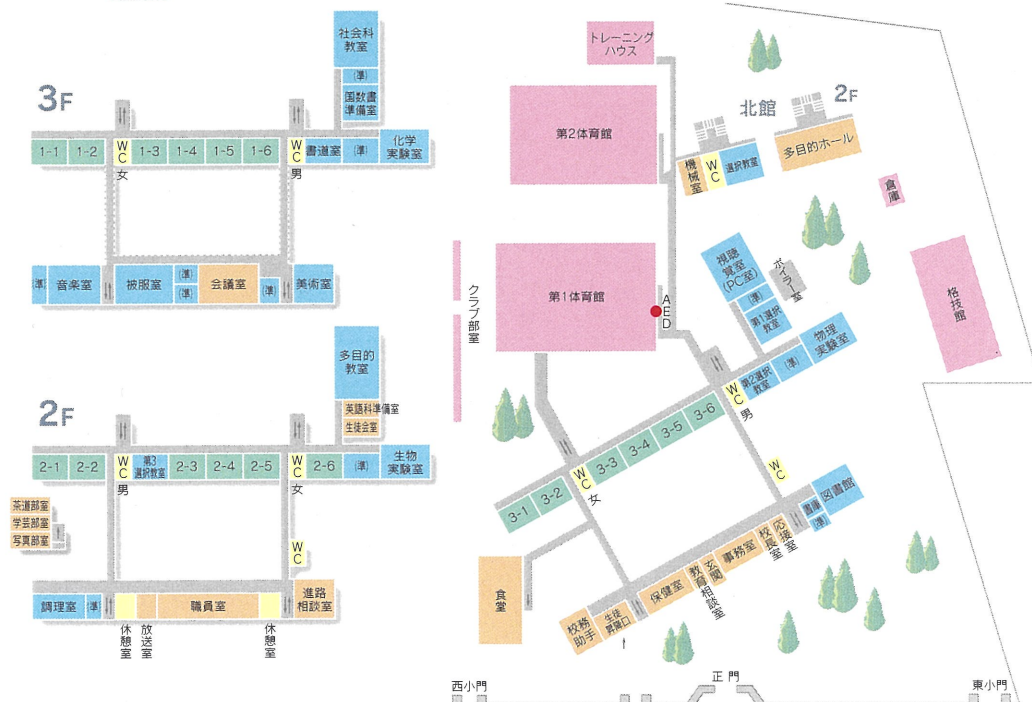 3F
社会科
教室
(準)
国数書
準備室
1-1
1-2
WC
女
1-3
1-4
1-5
1-6
WC
男
書道室
(準)
化学
実験室
(準)
音楽室
被服室
(準)
(準)
会議室
(準)
美術室
2F
多目的
教室
英語科準備室
生徒会室
2-1
2-2
WC
男
第3
選択教室
2-3
2-4
2-5
WC
女
2-6
(準)
生物
実験室
茶道部室
学芸部室
写真部室
WC
調理室
(準)
休憩室
放送室
職員室
休憩室
進路
相談室
トレーニング
ハウス
第2体育館
北館
2F
機械室
WC
選択教室
多目的ホール
倉庫
クラブ部室
第1体育館
AED
視聴
覚室
(PC室)
ボイラー室
(準)
第1選択
教室
格技館
物理
実験室
(準)
第2選択
教室
WC
男
3-6
3-5
3-4
3-3
WC
女
3-2
3-1
WC
図書館
書庫
(準)
応接室
校長室
事務室
玄関
教育相談室
保健室
生徒
昇降口
校務
助手
食堂
西小門
正門
東小門